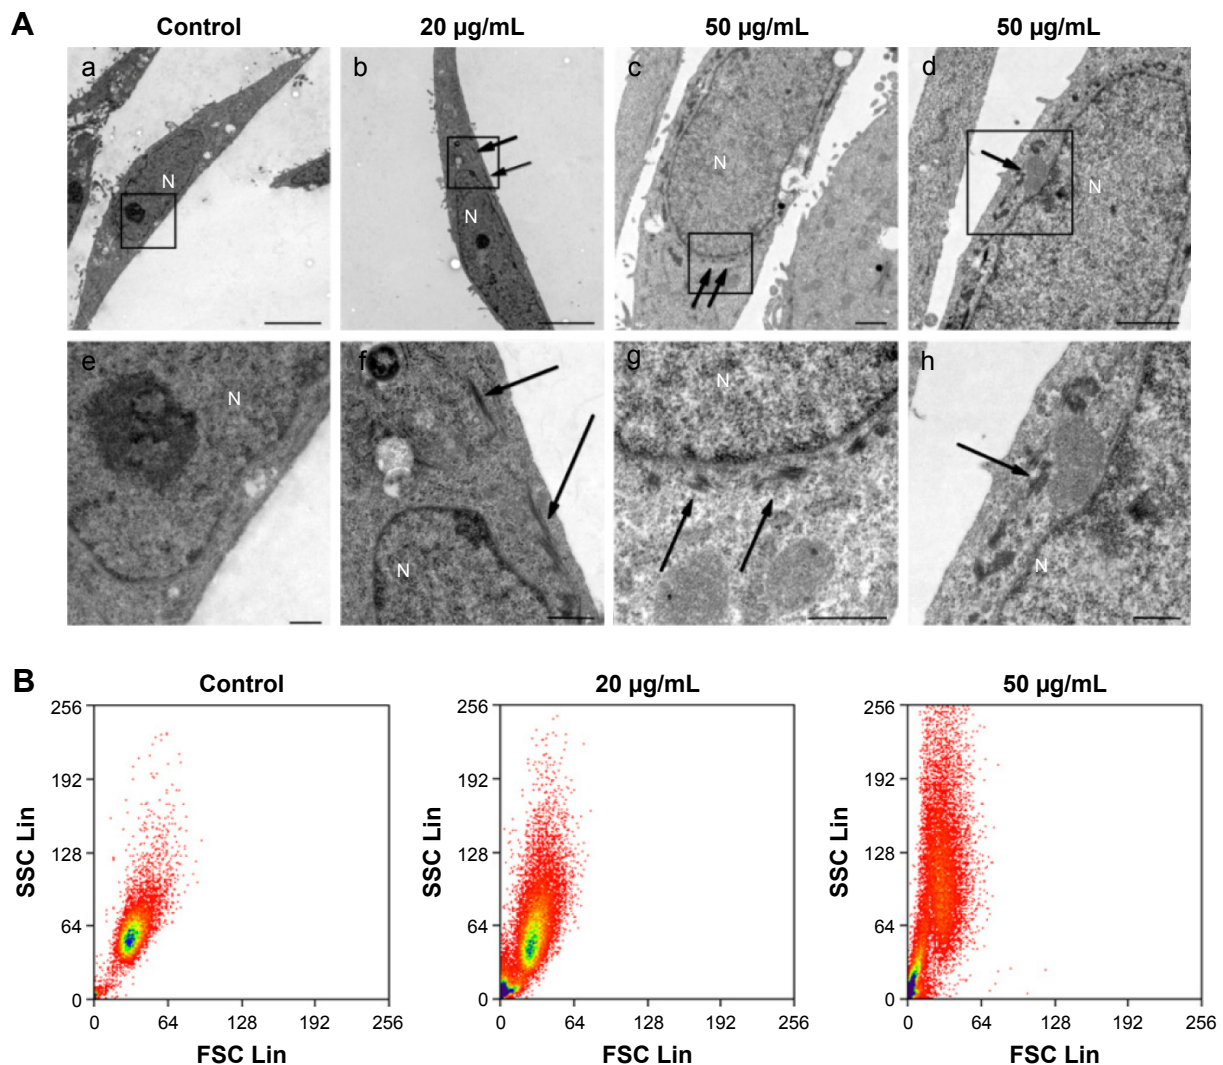 A
Control 20 µg/mL 50 µg/mL 50 µg/mL
a b c d
N N N N
e f g h
N N N N
B
Control 20 µg/mL 50 µg/mL
256 256 256
192 192 192
128 128 128
64 64 64
0 0 0
SSC Lin SSC Lin SSC Lin
0 64 128 192 256 0 64 128 192 256 0 64 128 192 256
FSC Lin FSC Lin FSC Lin